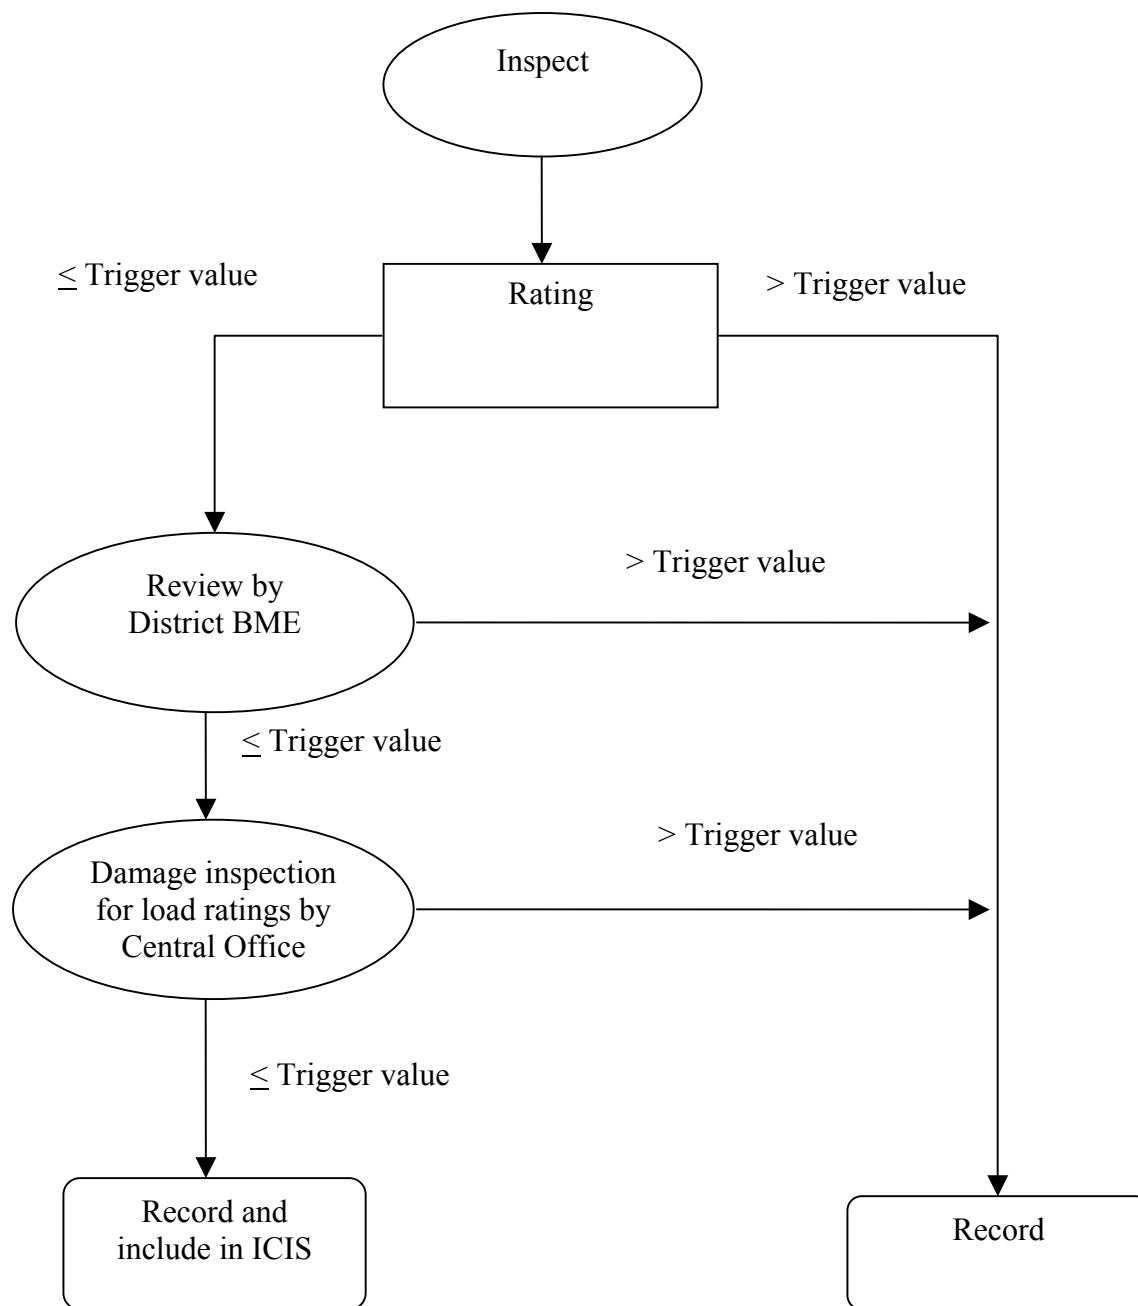 Inspect
≤ Trigger value
Rating
> Trigger value
Review by
District BME
> Trigger value
≤ Trigger value
Damage inspection
for load ratings by
Central Office
> Trigger value
≤ Trigger value
Record and
include in ICIS
Record